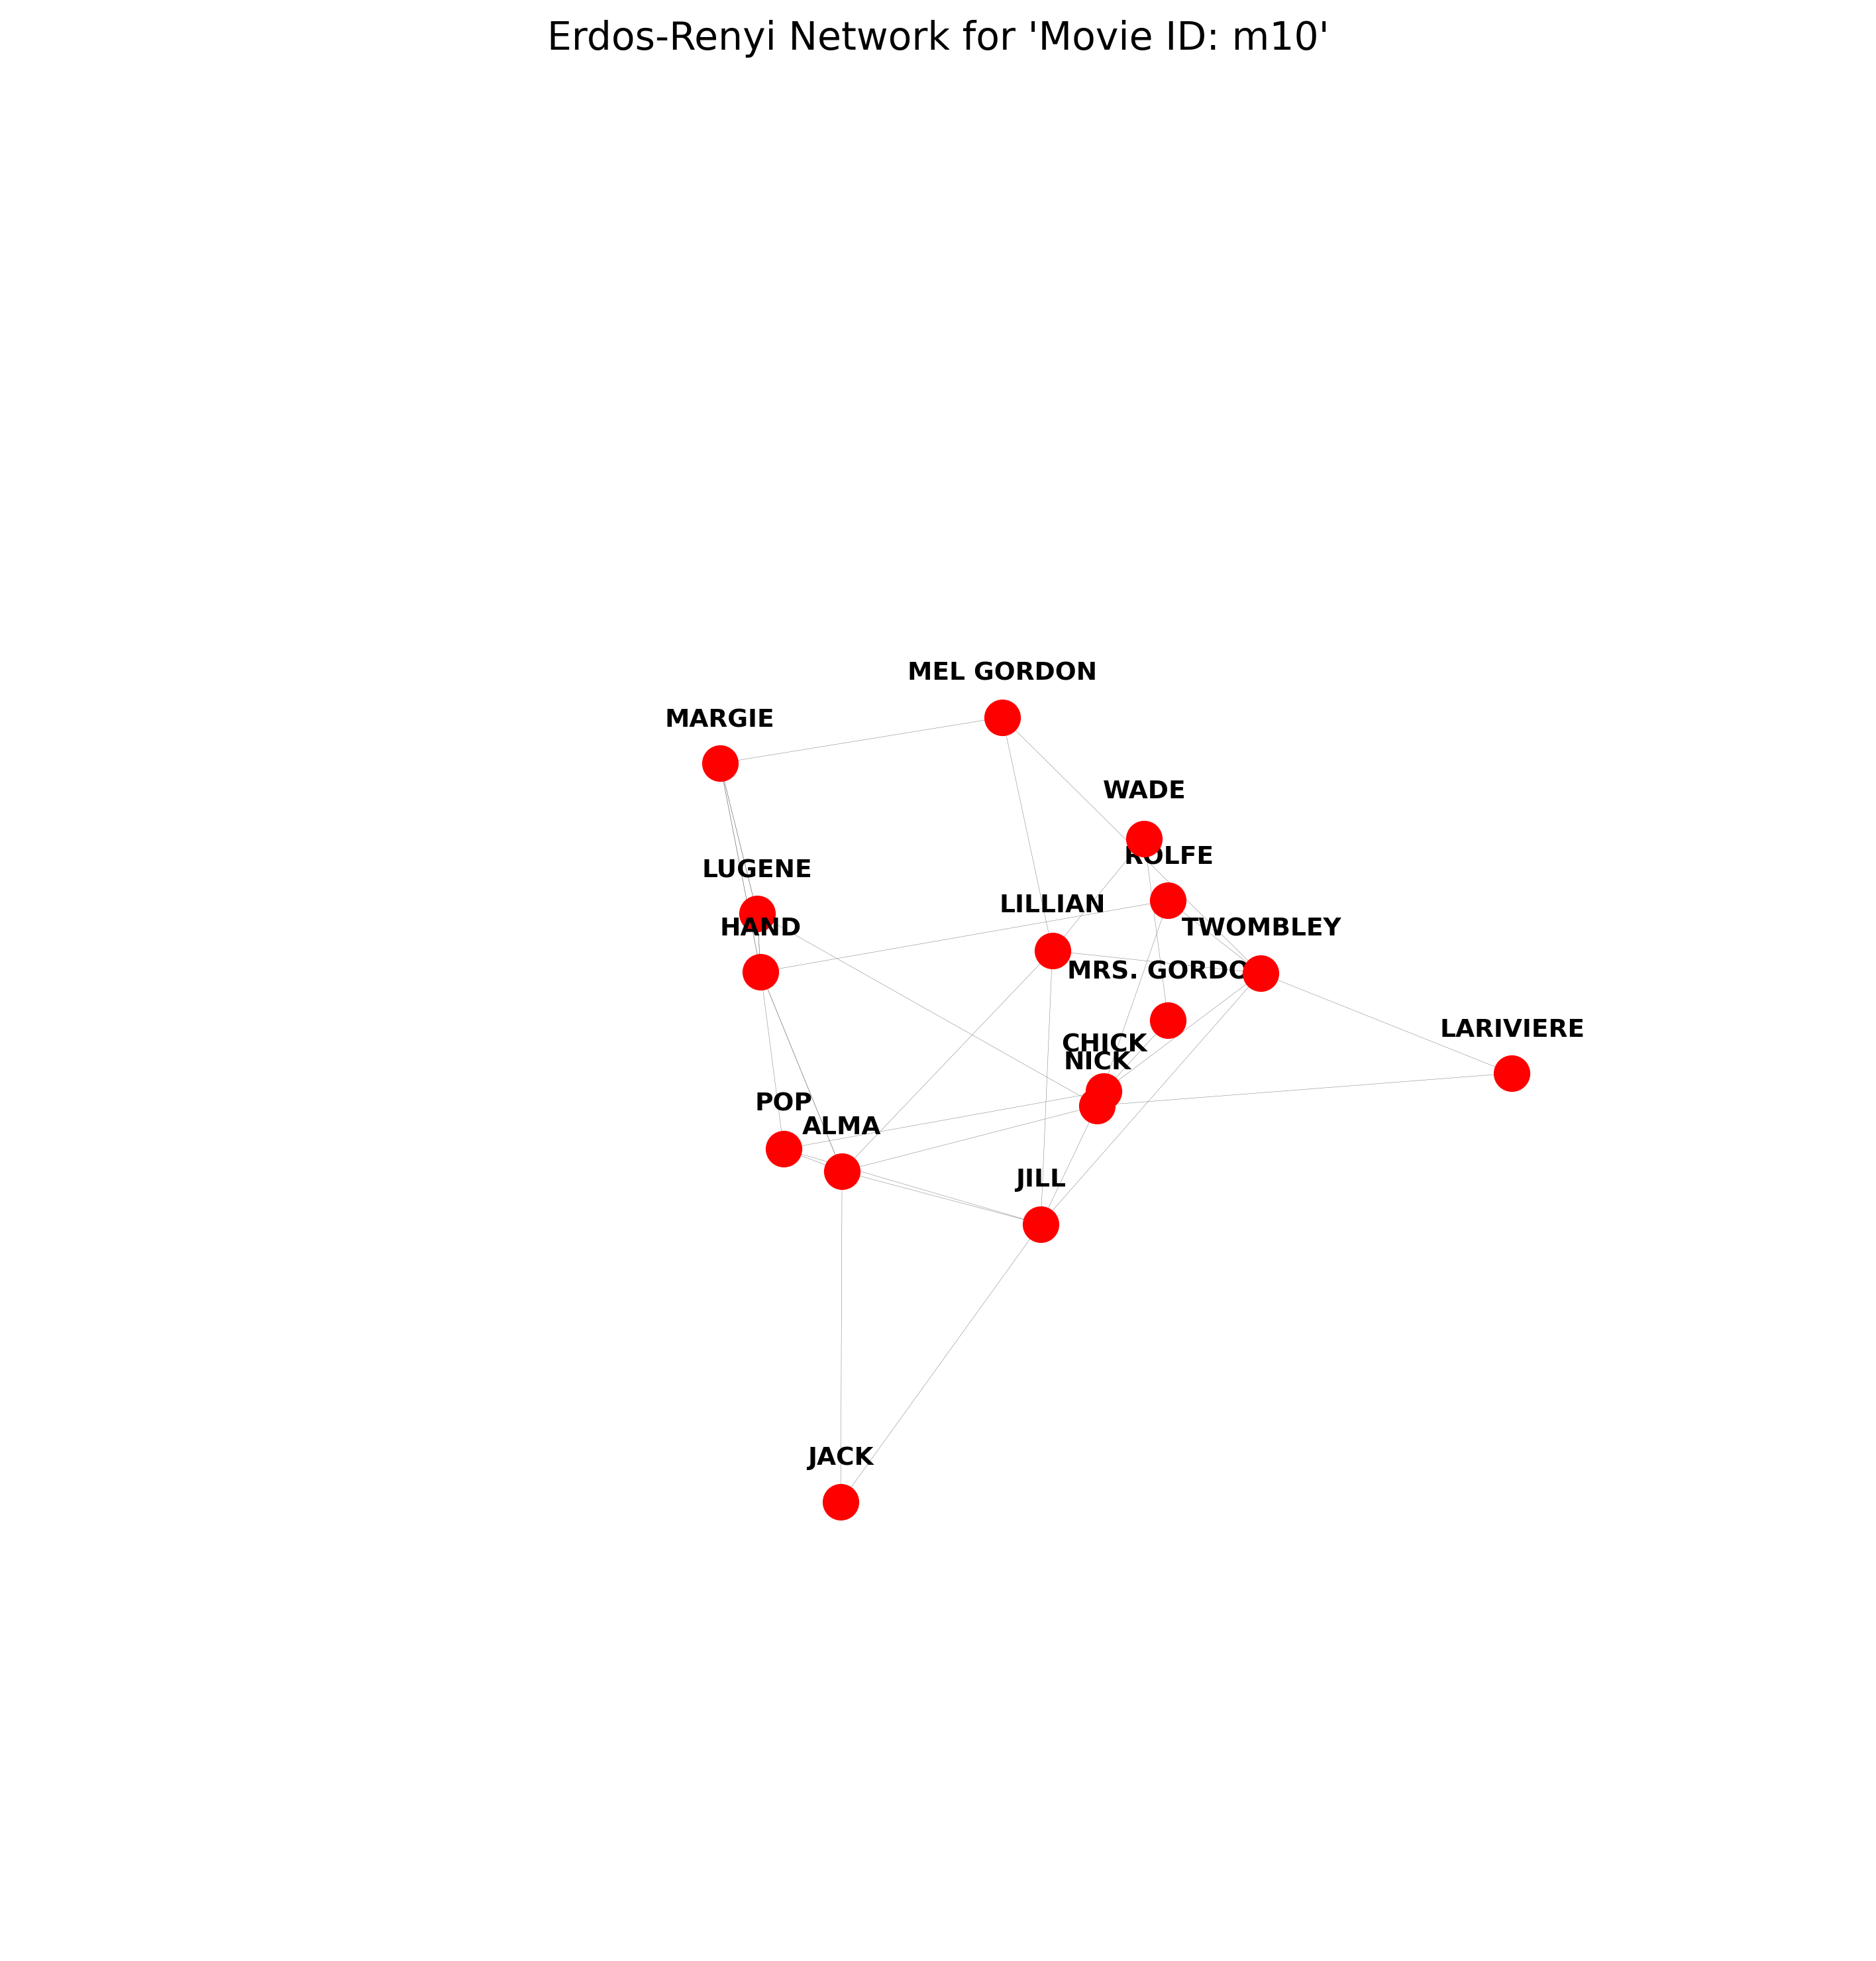 Erdos-Renyi Network for 'Movie ID: m10'
MEL GORDON
MARGIE
WADE
ROLFE
LUGENE
LILLIAN
HAND
TWOMBLEY
MRS. GORDO
LARIVIERE
CHICK
NICK
POP
ALMA
JILL
JACK